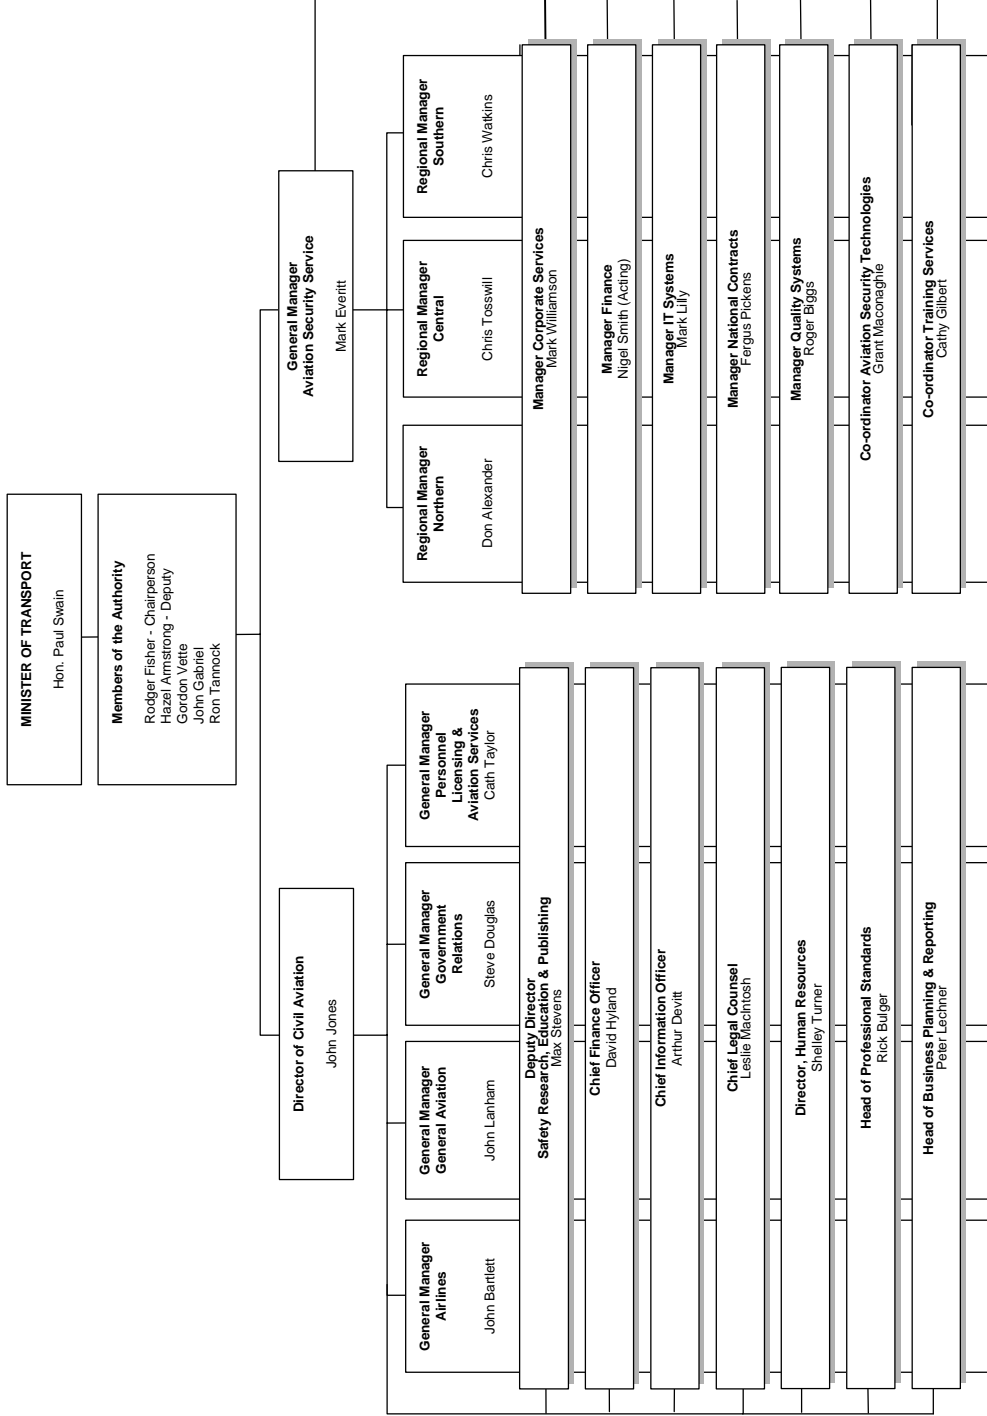 MINISTER OF TRANSPORT
Hon. Paul Swain
Members of the Authority
Rodger Fisher - Chairperson
Hazel Armstrong - Deputy
Gordon Vette
John Gabriel
Ron Tannock
Director of Civil Aviation
John Jones
General Manager
Aviation Security Service
Mark Everitt
General Manager
Airlines
John Bartlett
General Manager
General Aviation
John Lanham
General Manager
Government
Relations
Steve Douglas
General Manager
Personnel
Licensing &
Aviation Services
Cath Taylor
Regional Manager
Northern
Don Alexander
Regional Manager
Central
Chris Tosswill
Regional Manager
Southern
Chris Watkins
Deputy Director
Safety Research, Education & Publishing
Max Stevens
Chief Finance Officer
David Hyland
Chief Information Officer
Arthur Devitt
Chief Legal Counsel
Leslie MacIntosh
Director, Human Resources
Shelley Turner
Head of Professional Standards
Rick Bulger
Head of Business Planning & Reporting
Peter Lechner
Manager Corporate Services
Mark Williamson
Manager Finance
Nigel Smith (Acting)
Manager IT Systems
Mark Lilly
Manager National Contracts
Fergus Pickens
Manager Quality Systems
Roger Biggs
Co-ordinator Aviation Security Technologies
Grant Maconaghie
Co-ordinator Training Services
Cathy Gilbert